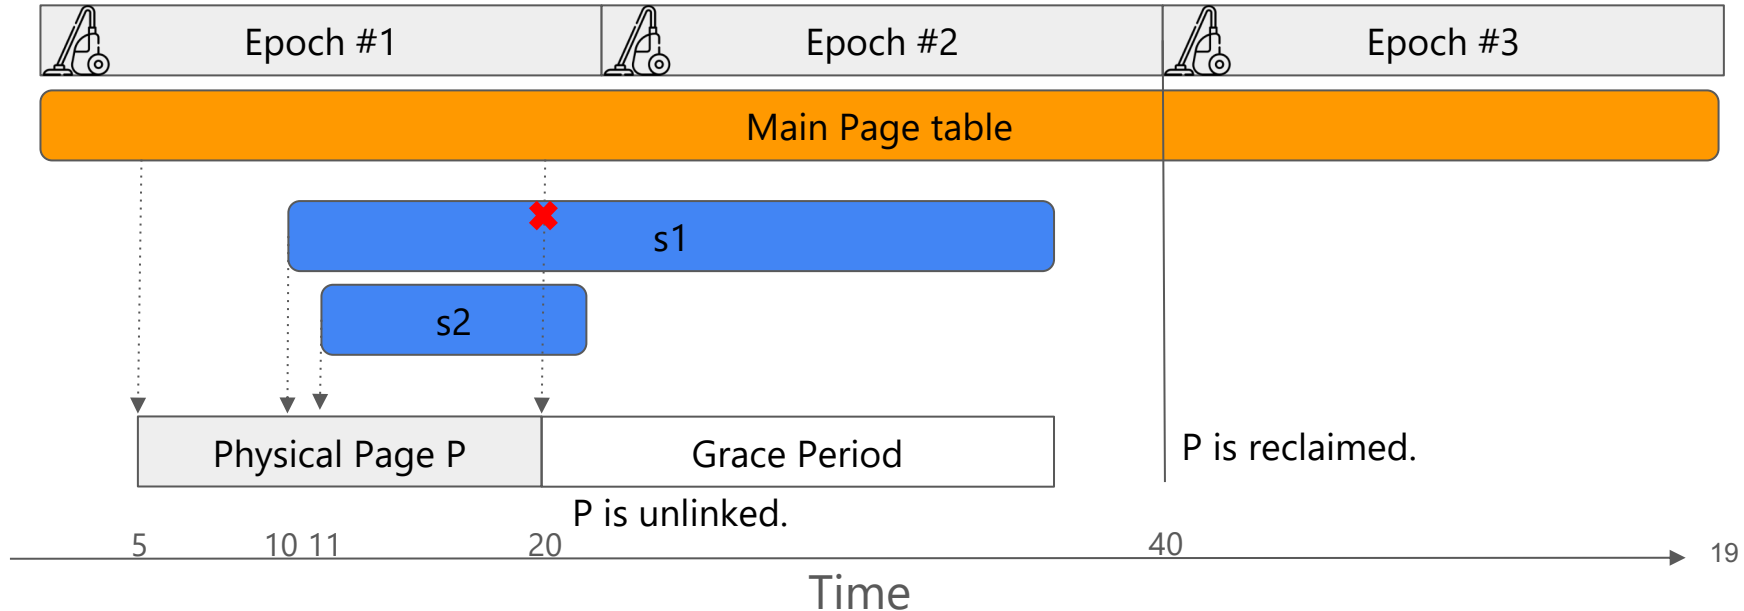 Epoch #1
Epoch #2
Epoch #3
Main Page table
s1
s2
Physical Page P
Grace Period
P is reclaimed.
P is unlinked.
5
10
11
20
40
19
Time